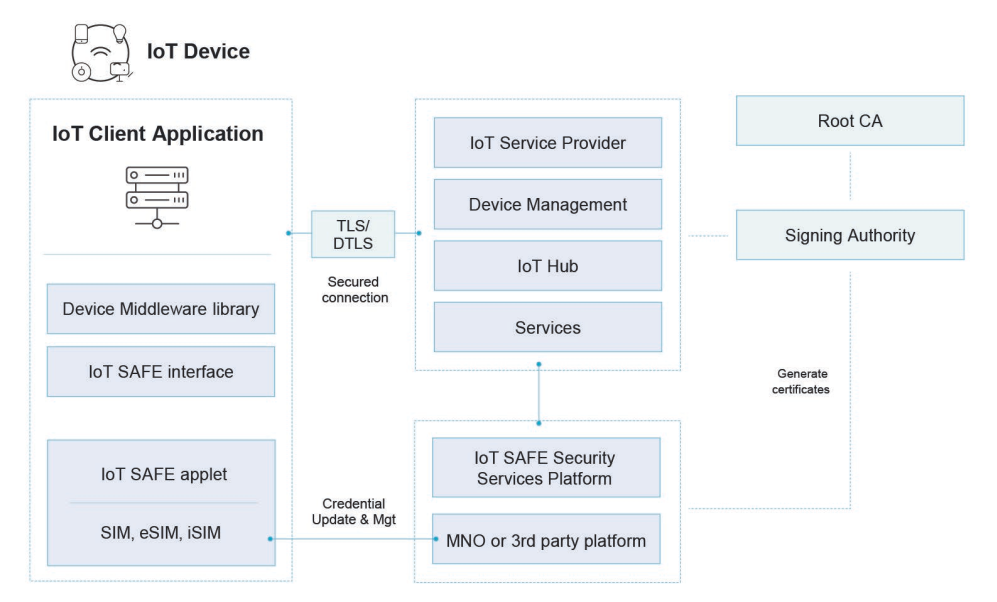 IoT Device
IoT Client Application
Device Middleware library
IoT SAFE interface
IoT SAFE applet
SIM, eSIM, iSIM
TLS/
DTLS
Secured
connection
Credential
Update & Mgt
IoT Service Provider
Device Management
IoT Hub
Services
IoT SAFE Security
Services Platform
MNO or 3rd party platform
Root CA
Signing Authority
Generate
certificates